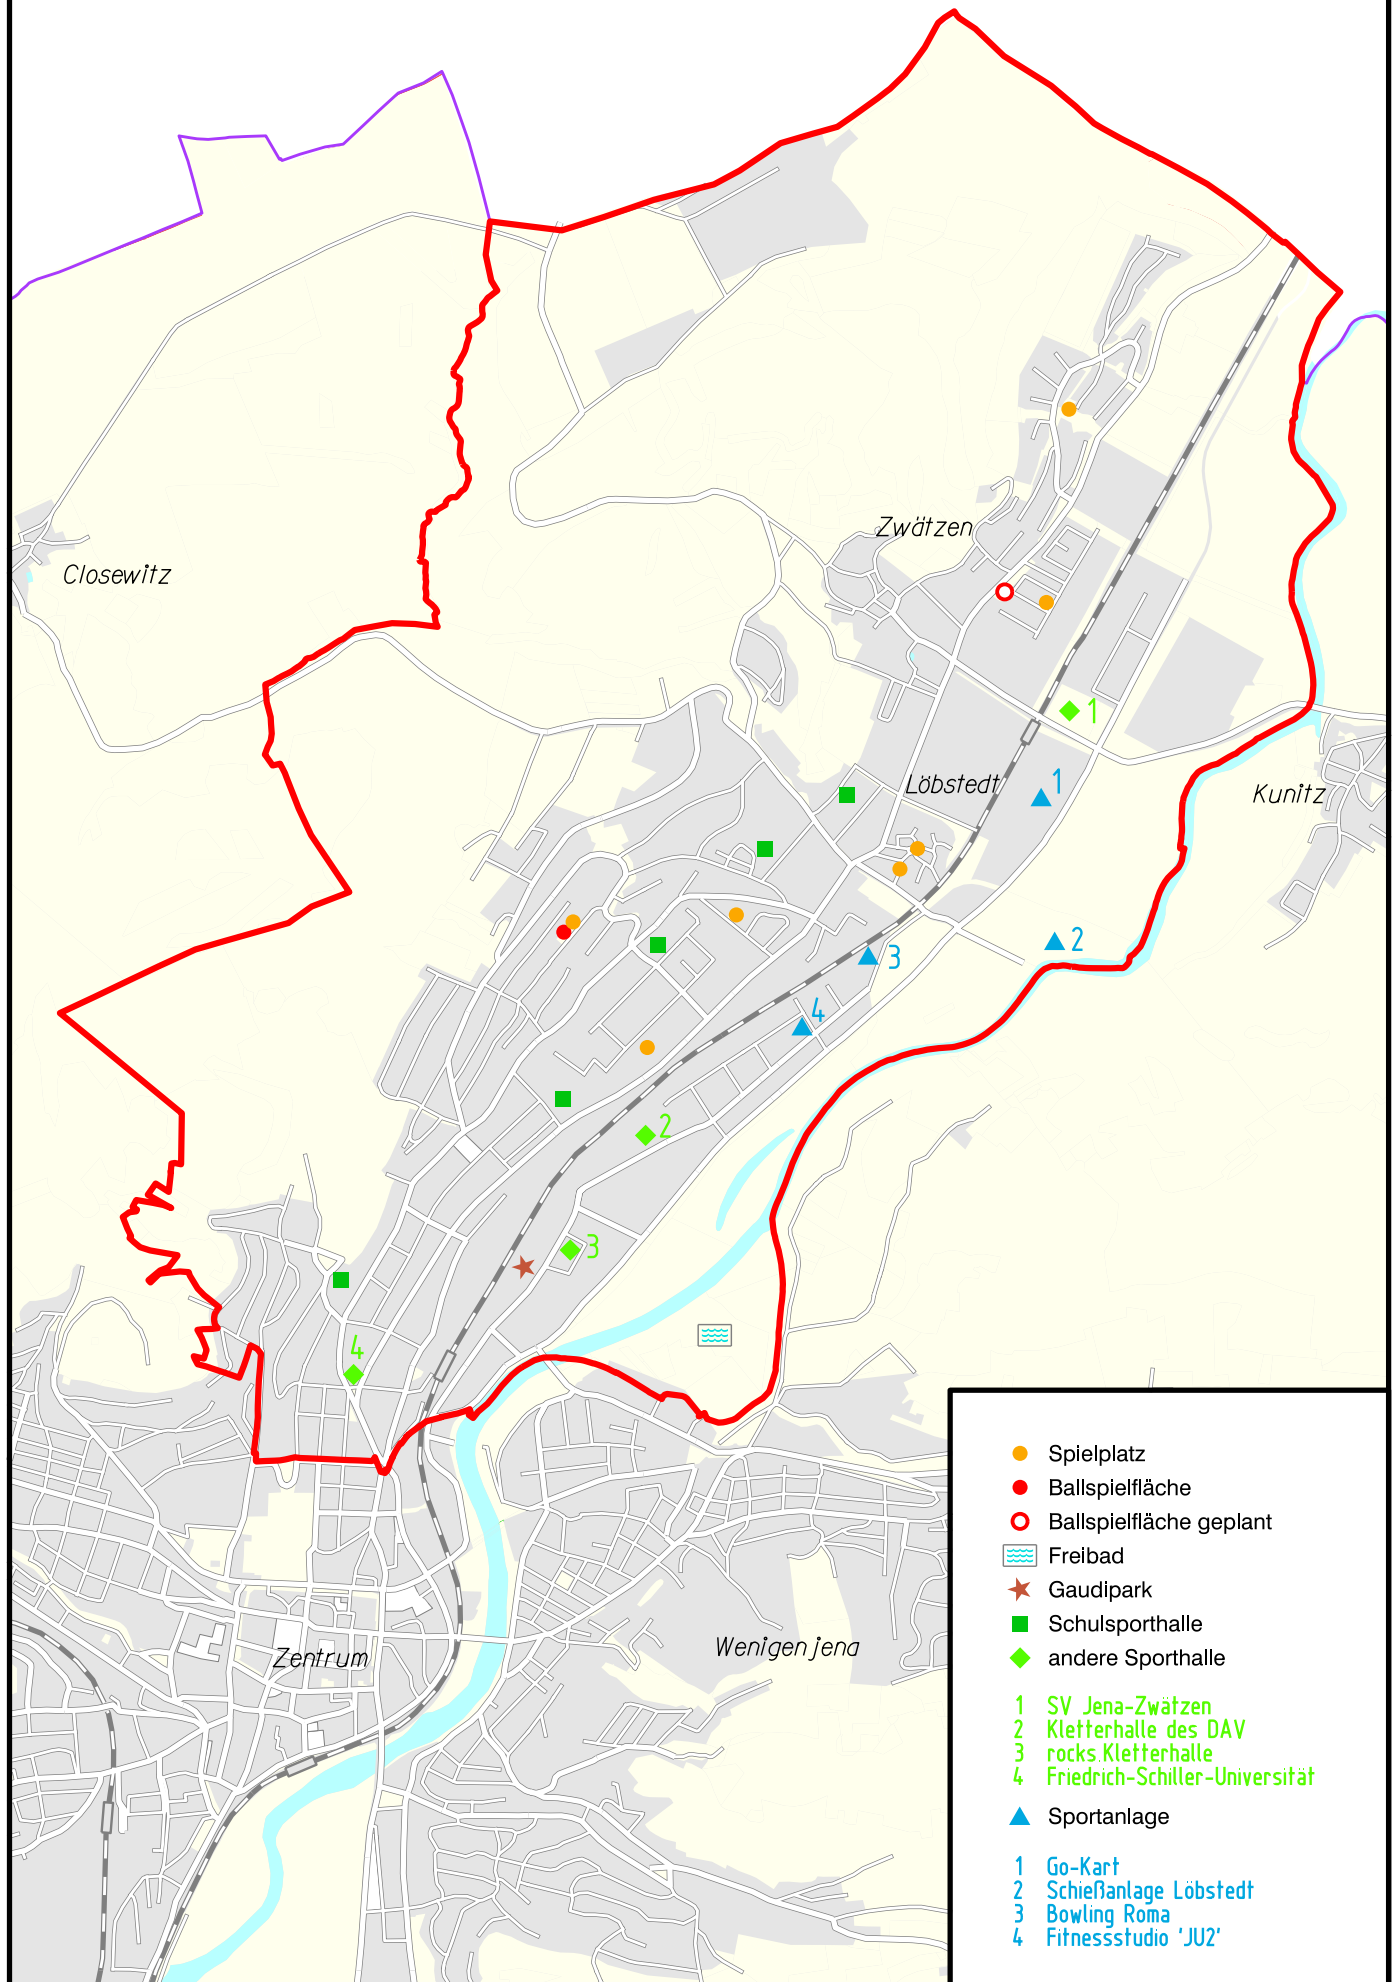 Zwätzen
Closewitz
1
Löbstedt
1
Kunitz
2
3
4
2
3
4
Zentrum
Wenigenjena
Spielplatz
Ballspielfläche
Ballspielfläche geplant
Freibad
Gaudipark
Schulsporthalle
andere Sporthalle
1 SV Jena-Zwätzen
2 Kletterhalle des DAV
3 rocks.Kletterhalle
4 Friedrich-Schiller-Universität
Sportanlage
1 Go-Kart
2 Schießanlage Löbstedt
3 Bowling Roma
4 Fitnessstudio 'JU2'